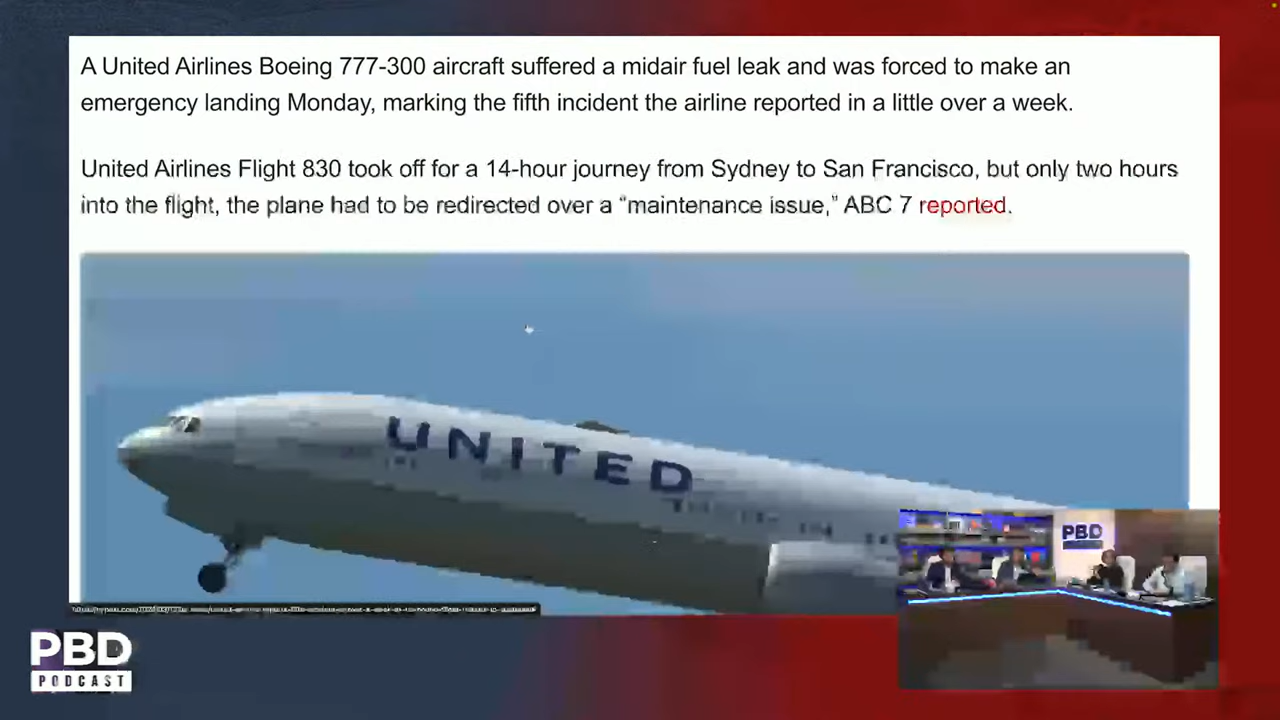 A United Airlines Boeing 777-300 aircraft suffered a midair fuel leak and was forced to make an
emergency landing Monday, marking the fifth incident the airline reported in a little over a week.
United Airlines Flight 830 took off for a 14-hour journey from Sydney to San Francisco, but only two hours
into the flight, the plane had to be redirected over a “maintenance issue,” ABC 7 reported.
UNITED
PBD
PBD
PODCAST